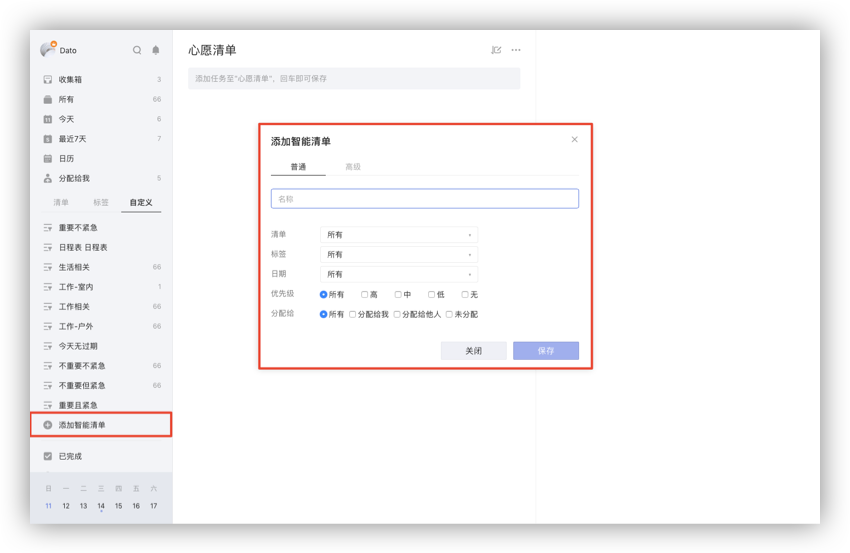 Dato
收集箱 3
所有 66
今天 6
最近7天 7
日历
分配给我 5
清单 标签 自定义
重要不紧急
日程表 日程表
生活相关 66
工作-室内 1
工作相关 66
工作-户外 66
今天无过期
不重要不紧急 66
不重要但紧急 66
重要且紧急
添加智能清单
已完成
日 一 二 三 四 五 六
11 12 13 14 15 16 17
心愿清单
添加任务至“心愿清单”，回车即可保存
添加智能清单
普通 高级
名称
清单 所有
标签 所有
日期 所有
优先级 所有 高 中 低 无
分配给 所有 分配给我 分配给他人 未分配
关闭 保存